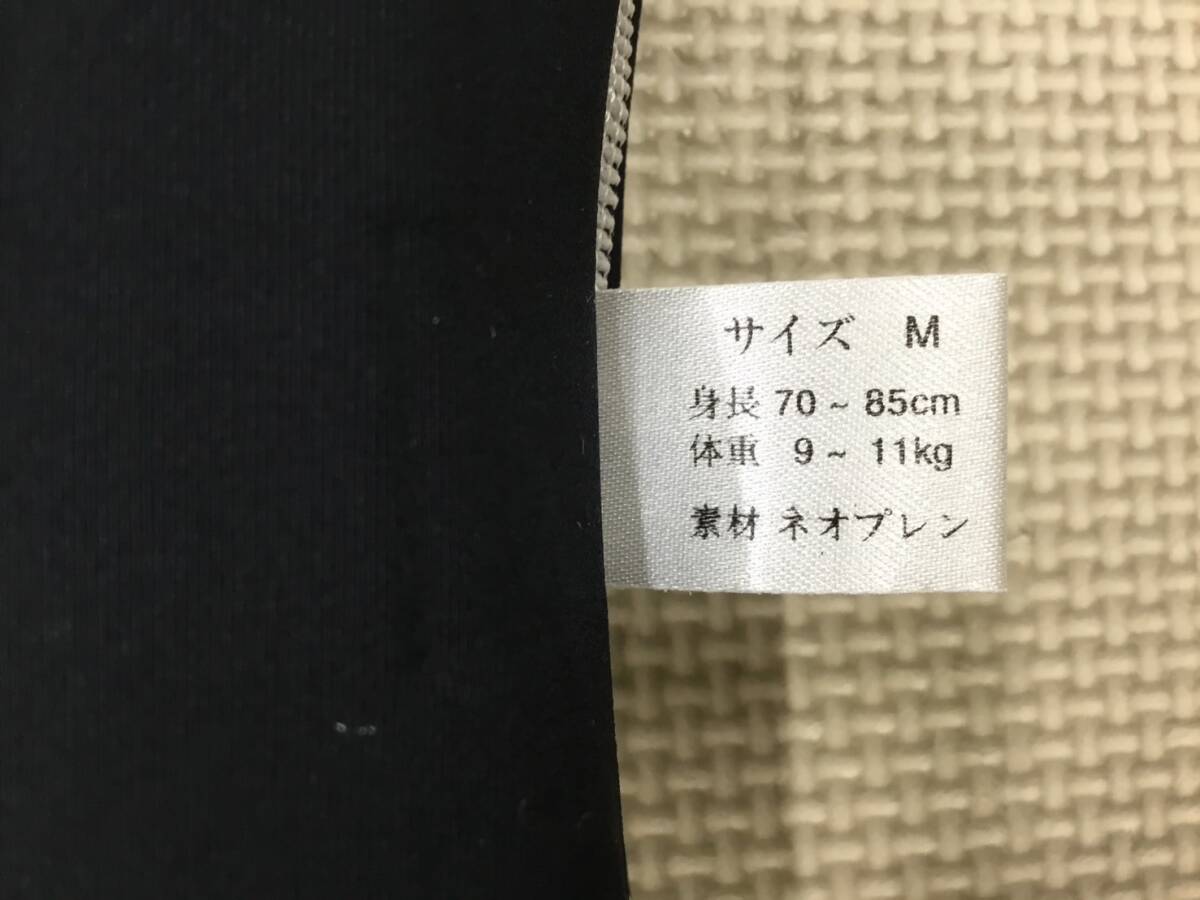 サイズ M
身長 70 ~ 85cm
体重 9 ~ 11kg
素材 ネオプレン